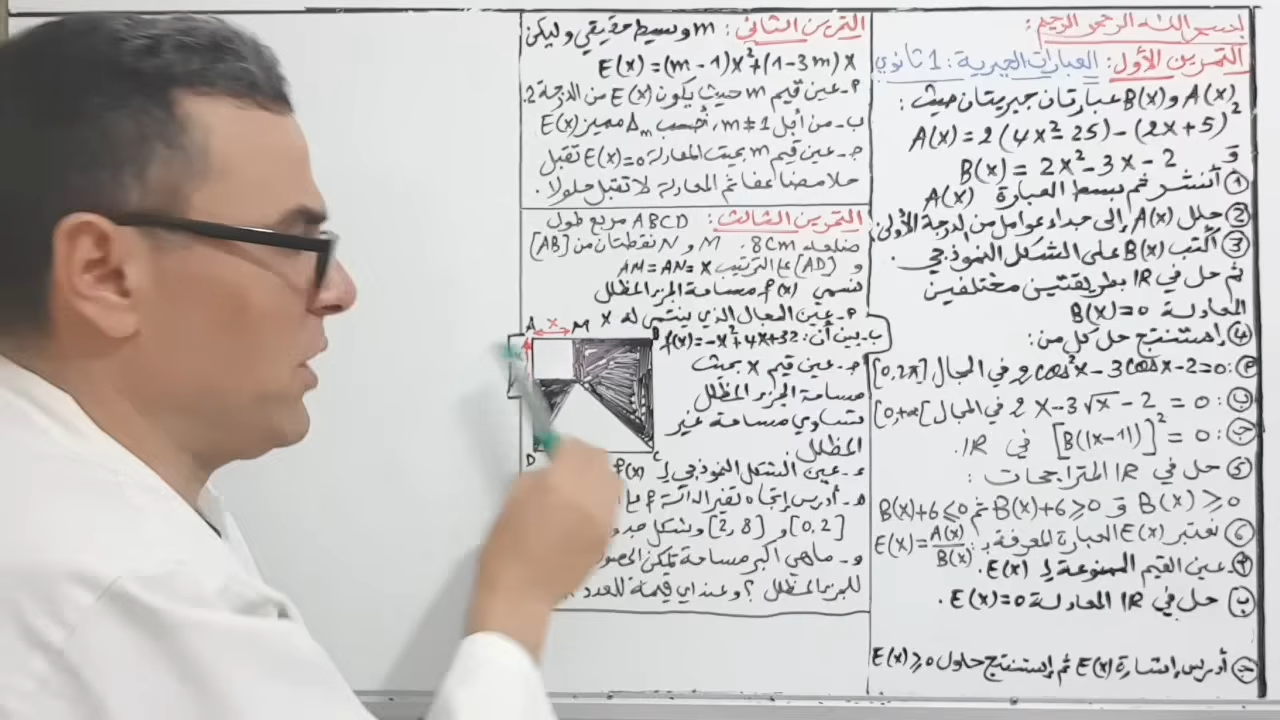 بسم الله الرحمن الرحيم:
التمرين الأول: العبارات الجبرية: 1 ثانوي
A(x) و B(x) عبارتان جبريتان حيث:
A(x) = 2(4x² - 25) - (2x + 5)²
و
B(x) = 2x² - 3x - 2
① أنشر ثم بسط العبارة A(x)
② حلل A(x) إلى جداء عوامل من الدرجة الأولى
③ أكتب B(x) على الشكل النموذجي.
ثم حل في IR بطريقتين مختلفتين
المعادلة B(x)=0
④ إستنتج حل كل من:
2cos²x - 3cosx - 2 = 0 في المجال [0,2π]
ب: 2x - 3√x - 2 = 0 في المجال [0,+∞[
ج: [B(|x-1|)]² = 0 في IR.
⑤ حل في IR المتراجحات:
B(x) ≥ 0 و B(x)+6 ≥ 0 ثم B(x)+6 ≤ 0
⑥ نعتبر E(x) العبارة المعرفة بـ: E(x) = A(x)/B(x)
عين القيم الممنوعة لـ E(x).
ب حل في IR المعادلة E(x)=0.
ج أدرس إشارة E(x) ثم إستنتج حلول E(x) ≥ 0
التمرين الثاني: m وسيط حقيقي وليكن
E(x) = (m - 1)x² + (1 - 3m)x
عين قيم m حيث يكون E(x) من الدرجة 2.
ب - من أجل m ≠ 1، أحسب Δm مميز E(x)
ج - عين قيم m بحيث المعادلة E(x)=0 تقبل
حلا مضاعفا ثم المعادلة لا تقبل حلولا.
التمرين الثالث: ABCD مربع طول
ضلعه 8cm. M و N نقطتان من [AB]
و [AD] على الترتيب AM=AN=x
نسمي f(x) مساحة الجزء المظلل
عين المجال الذي ينتمي له x
ب - بين أن: f(x) = -x² + 4x + 32
ج - عين قيم x بحيث
مساحة الجزء المظلل
تساوي مساحة غير
المظلل.
عين الشكل النموذجي لـ f(x)
أدرس إتجاه تغير الدالة f
[0,2] و [2,8] وشكل
و - ماهي أكبر مساحة تمكن
للجزء المظلل؟ وعند أي قيمة للعدد
A x M B
D C